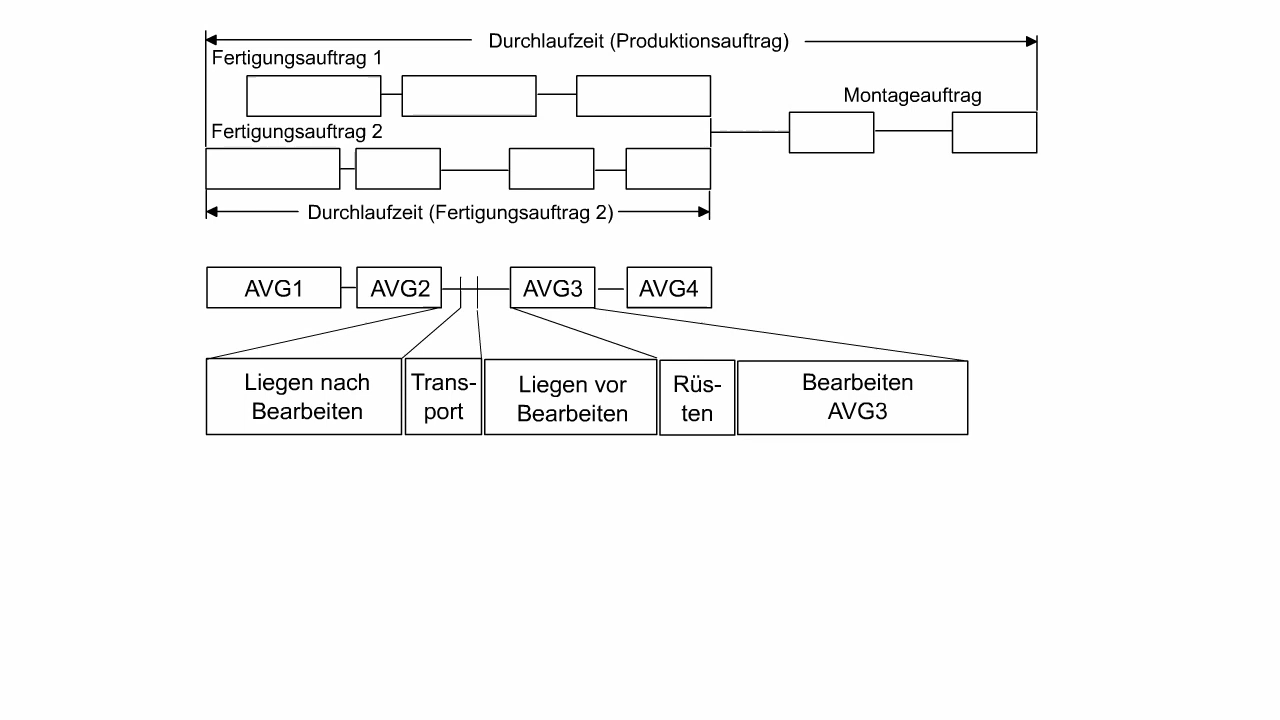 Durchlaufzeit (Produktionsauftrag)
Fertigungsauftrag 1
Montageauftrag
Fertigungsauftrag 2
Durchlaufzeit (Fertigungsauftrag 2)
AVG1 AVG2 AVG3 AVG4
Liegen nach
Bearbeiten
Trans-
port
Liegen vor
Bearbeiten
Rüs-
ten
Bearbeiten
AVG3